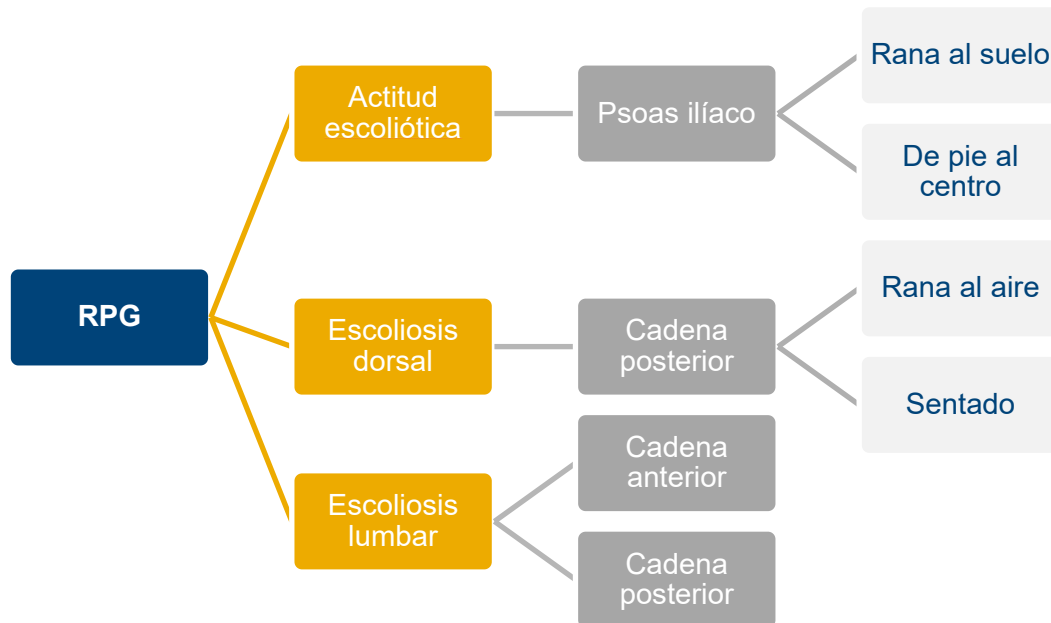 RPG
Actitud
escoliótica
Psoas ilíaco
Rana al suelo
De pie al
centro
Escoliosis
dorsal
Cadena
posterior
Rana al aire
Sentado
Escoliosis
lumbar
Cadena
anterior
Cadena
posterior